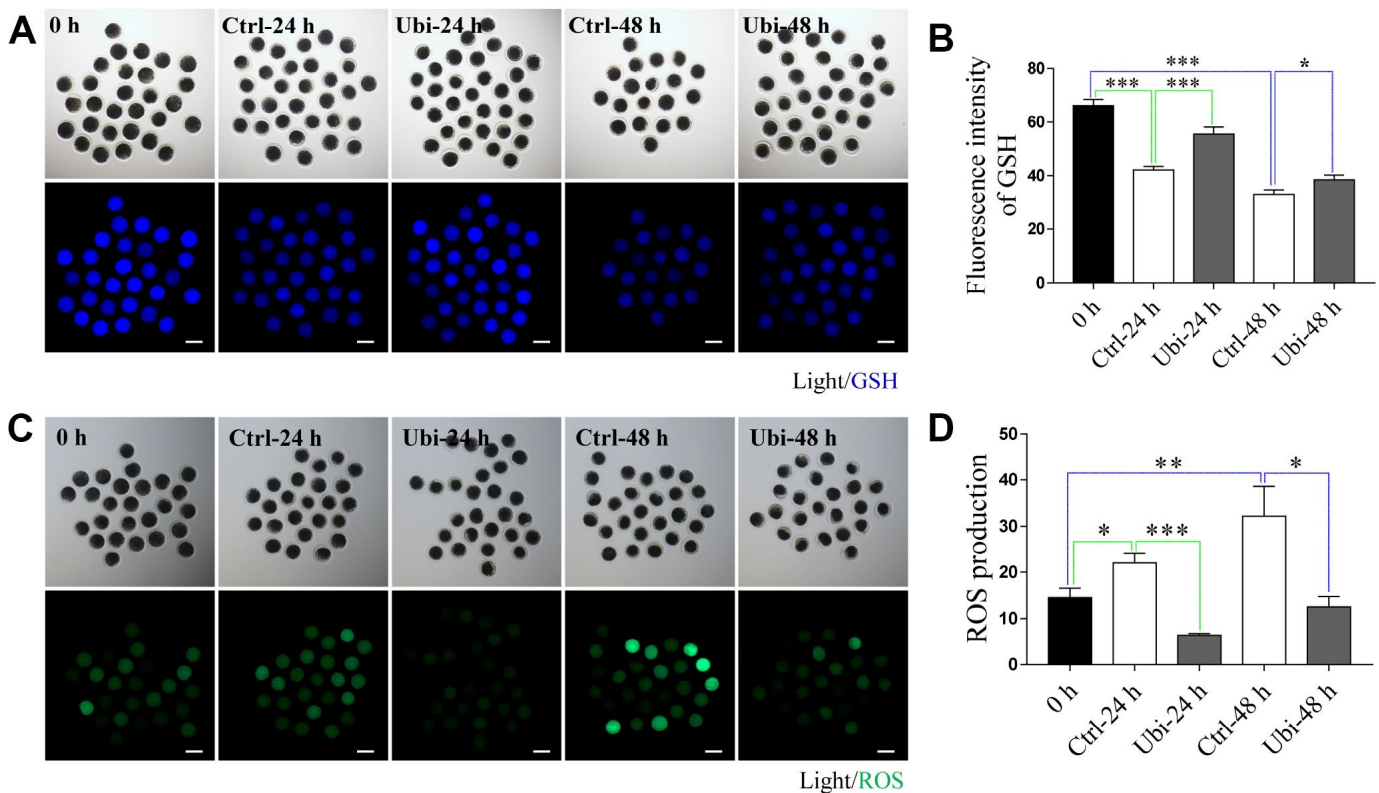 A
0 h
Ctrl-24 h
Ubi-24 h
Ctrl-48 h
Ubi-48 h
Light/GSH
B
Fluorescence intensity
of GSH
80
60
40
20
0
***
*
***
***
0 h
Ctrl-24 h
Ubi-24 h
Ctrl-48 h
Ubi-48 h
C
0 h
Ctrl-24 h
Ubi-24 h
Ctrl-48 h
Ubi-48 h
Light/ROS
D
ROS production
50
40
30
20
10
0
**
*
*
***
0 h
Ctrl-24 h
Ubi-24 h
Ctrl-48 h
Ubi-48 h